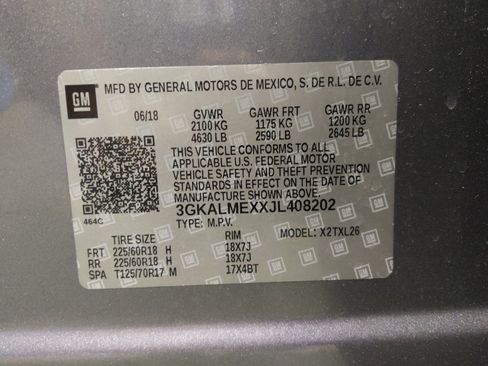 GM
MFD BY GENERAL MOTORS DE MEXICO, S. DE R.L. DE C.V.
06/18 GVWR GAWR FRT GAWR RR
2100 KG 1175 KG 1200 KG
4630 LB 2590 LB 2645 LB
THIS VEHICLE CONFORMS TO ALL
APPLICABLE U.S. FEDERAL MOTOR
VEHICLE SAFETY AND THEFT PREVENTION
STANDARDS IN EFFECT ON THE DATE OF
MANUFACTURE SHOWN ABOVE.
3GKALMEXXJL408202
464C TYPE: M.P.V.
TIRE SIZE RIM MODEL: X2TXL26
FRT 225/60R18 H 18X7J
RR 225/60R18 H 18X7J
SPA T125/70R17 M 17X4BT